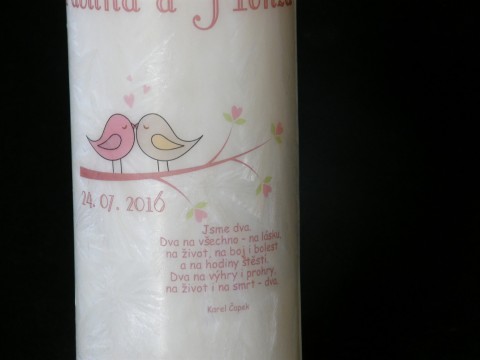 a
24. 07. 2016
Jsme dva.
Dva na všechno - na lásku,
na život, na boj i bolest
a na hodiny štěstí.
Dva na výhry i prohry,
na život i na smrt - dva.
Karel Čapek